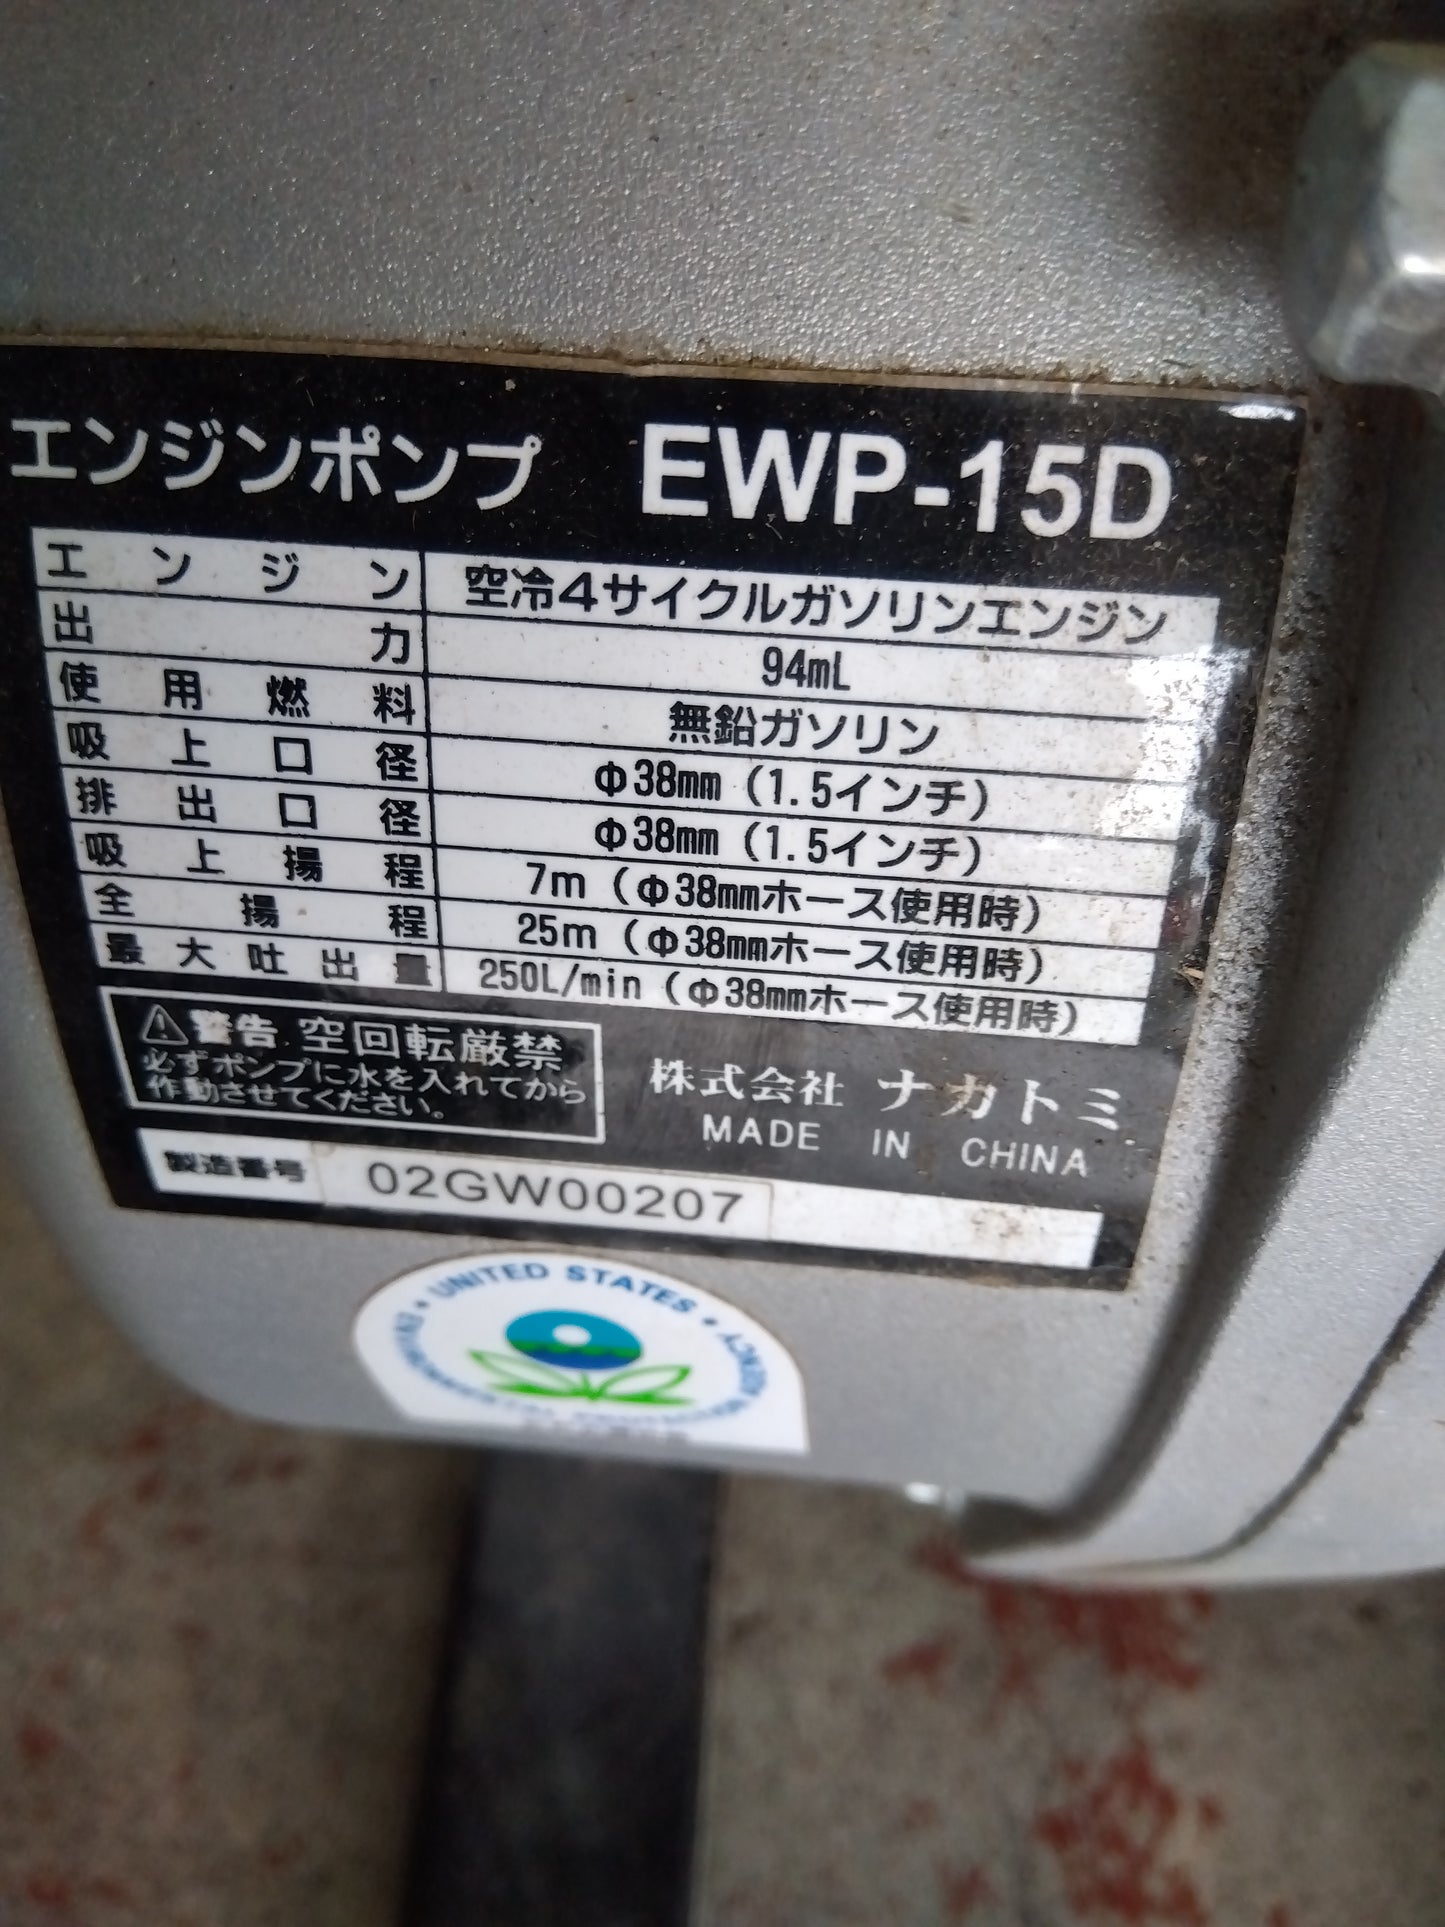 エンジンポンプ EWP-15D
エンジン 空冷4サイクルガソリンエンジン
出力 94mL
使用燃料 無鉛ガソリン
吸上口径 Φ38mm (1.5インチ)
排出口径 Φ38mm (1.5インチ)
吸上揚程 7m (Φ38mmホース使用時)
全揚程 25m (Φ38mmホース使用時)
最大吐出量 250L/min (Φ38mmホース使用時)
⚠警告 空回転厳禁
必ずポンプに水を入れてから
作動させてください。
株式会社 ナカトミ
MADE IN CHINA
製造番号 02GW00207
UNITED STATES
ENVIRONMENTAL PROTECTION AGENCY